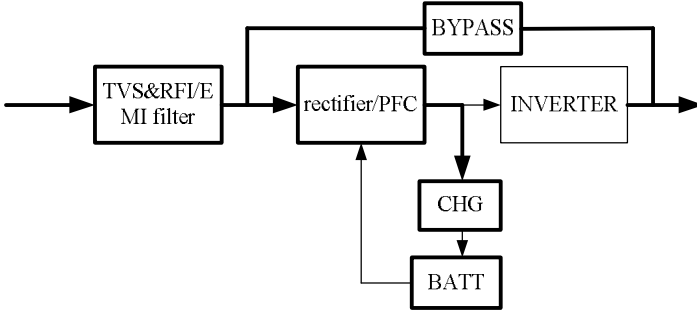 BYPASS
TVS&RFI/E
MI filter
rectifier/PFC
INVERTER
CHG
BATT